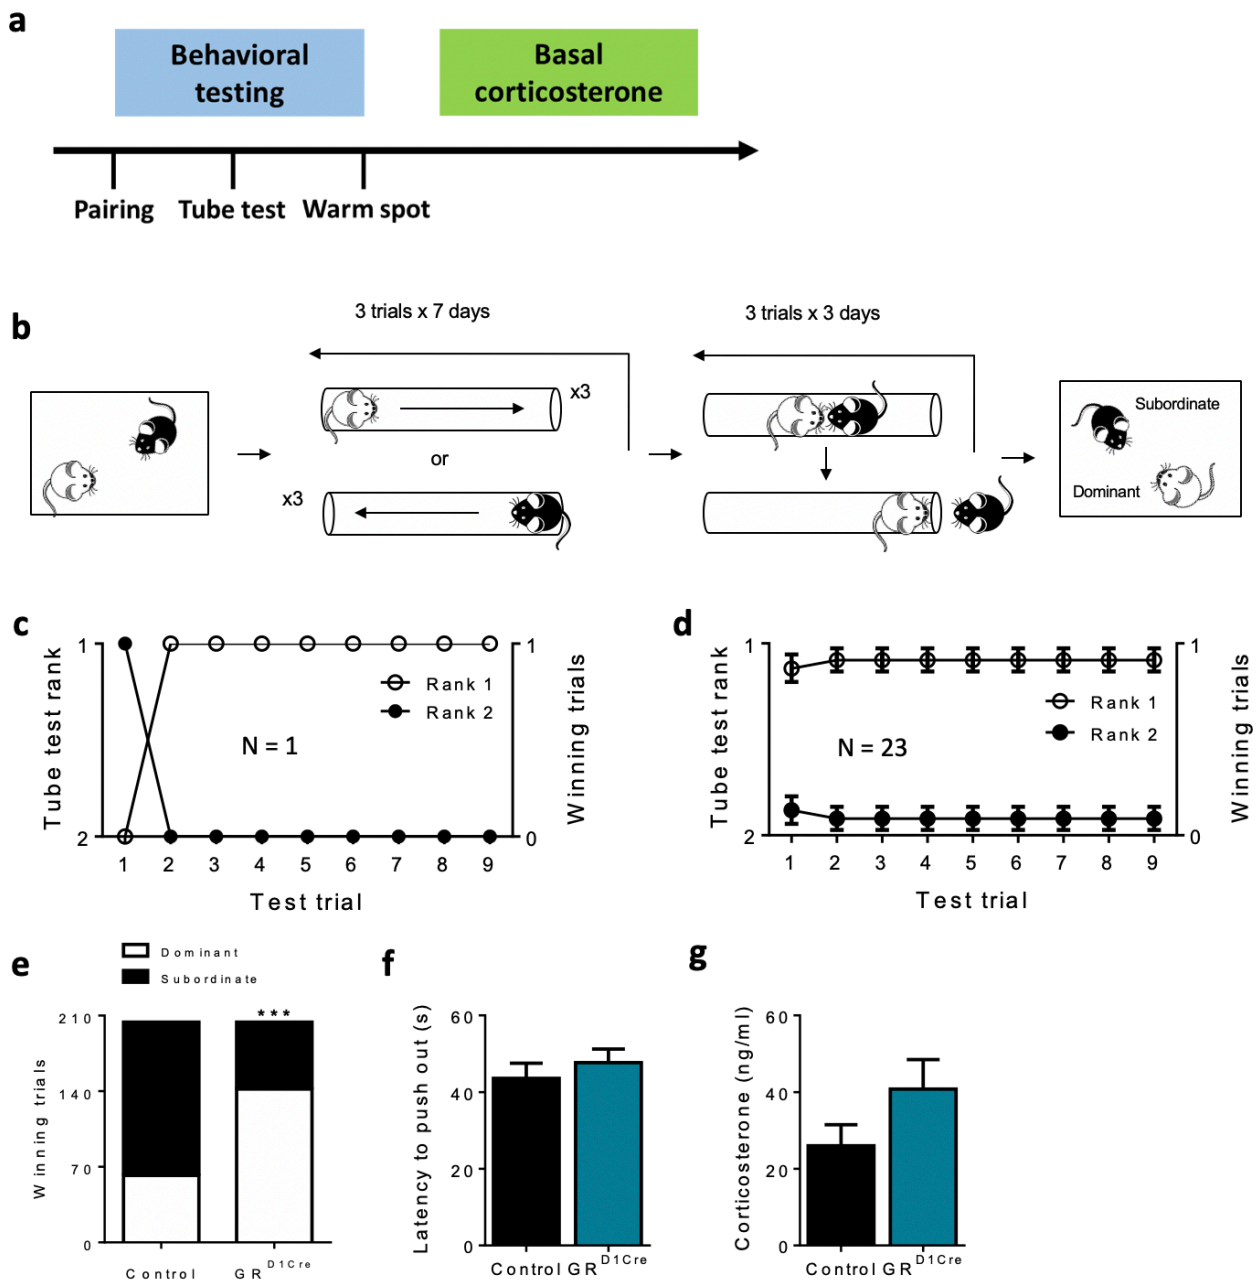 a
Behavioral
testing
Basal
corticosterone
Pairing
Tube test
Warm spot
b
3 trials x 7 days
3 trials x 3 days
x3
or
x3
Subordinate
Dominant
c
Tube test rank
1
2
Rank 1
Rank 2
N = 1
1
0
Winning trials
1 2 3 4 5 6 7 8 9
Test trial
d
Tube test rank
1
2
Rank 1
Rank 2
N = 23
1
0
Winning trials
1 2 3 4 5 6 7 8 9
Test trial
e
Dominant
Subordinate
Winning trials
210
140
70
0
***
Control GR D1Cre
f
Latency to push out (s)
60
40
20
0
Control GR D1Cre
g
Corticosterone (ng/ml)
60
40
20
0
Control GR D1Cre